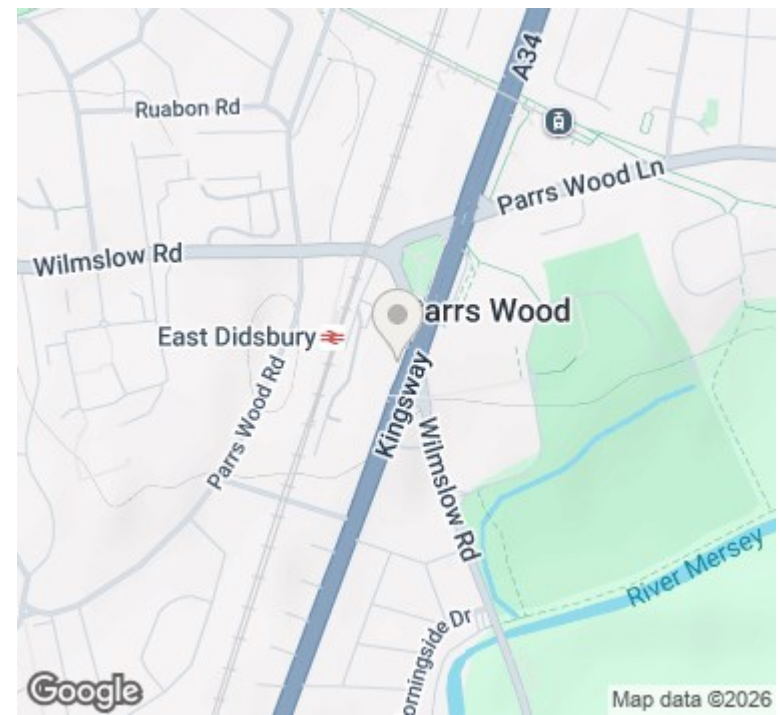 A34
Ruabon Rd
Parrs Wood Ln
Wilmslow Rd
arrs Wood
East Didsbury
Kingsway
Parrs Wood Rd
Wilmslow Rd
River Mersey
orningside Dr
Google
Map data ©2026